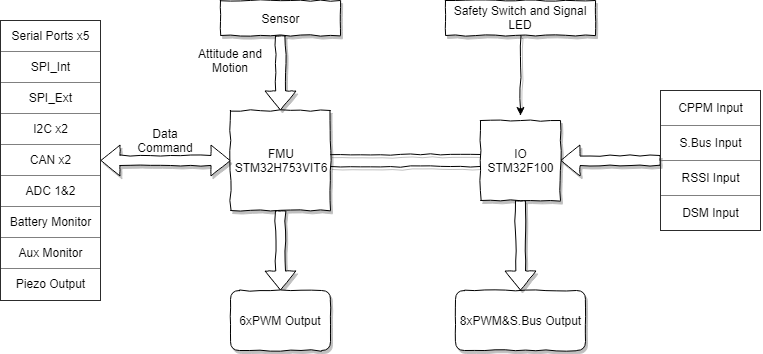 Sensor
Safety Switch and Signal
LED
Serial Ports x5
SPI_Int
SPI_Ext
I2C x2
CAN x2
ADC 1&2
Battery Monitor
Aux Monitor
Piezo Output
Attitude and
Motion
Data
Command
FMU
STM32H753VIT6
IO
STM32F100
CPPM Input
S.Bus Input
RSSI Input
DSM Input
6xPWM Output
8xPWM&S.Bus Output